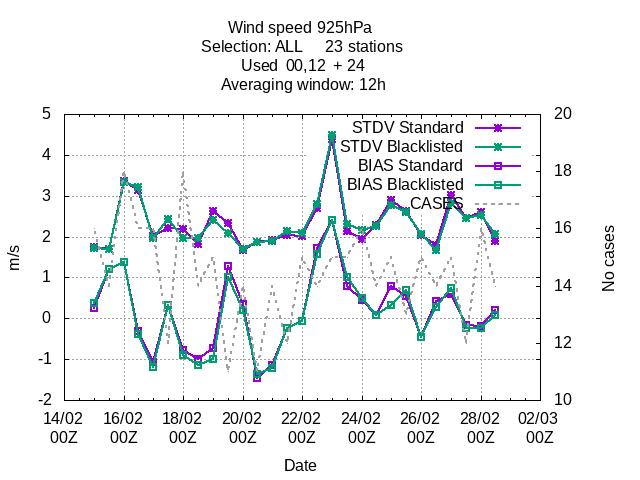 Wind speed 925hPa
Selection: ALL 23 stations
Used 00,12 + 24
Averaging window: 12h
5
4
3
2
1
0
-1
-2
m/s
20
18
16
14
12
10
No cases
STDV Standard
STDV Blacklisted
BIAS Standard
BIAS Blacklisted
CASES
14/02 16/02 18/02 20/02 22/02 24/02 26/02 28/02 02/03
00Z 00Z 00Z 00Z 00Z 00Z 00Z 00Z 00Z
Date